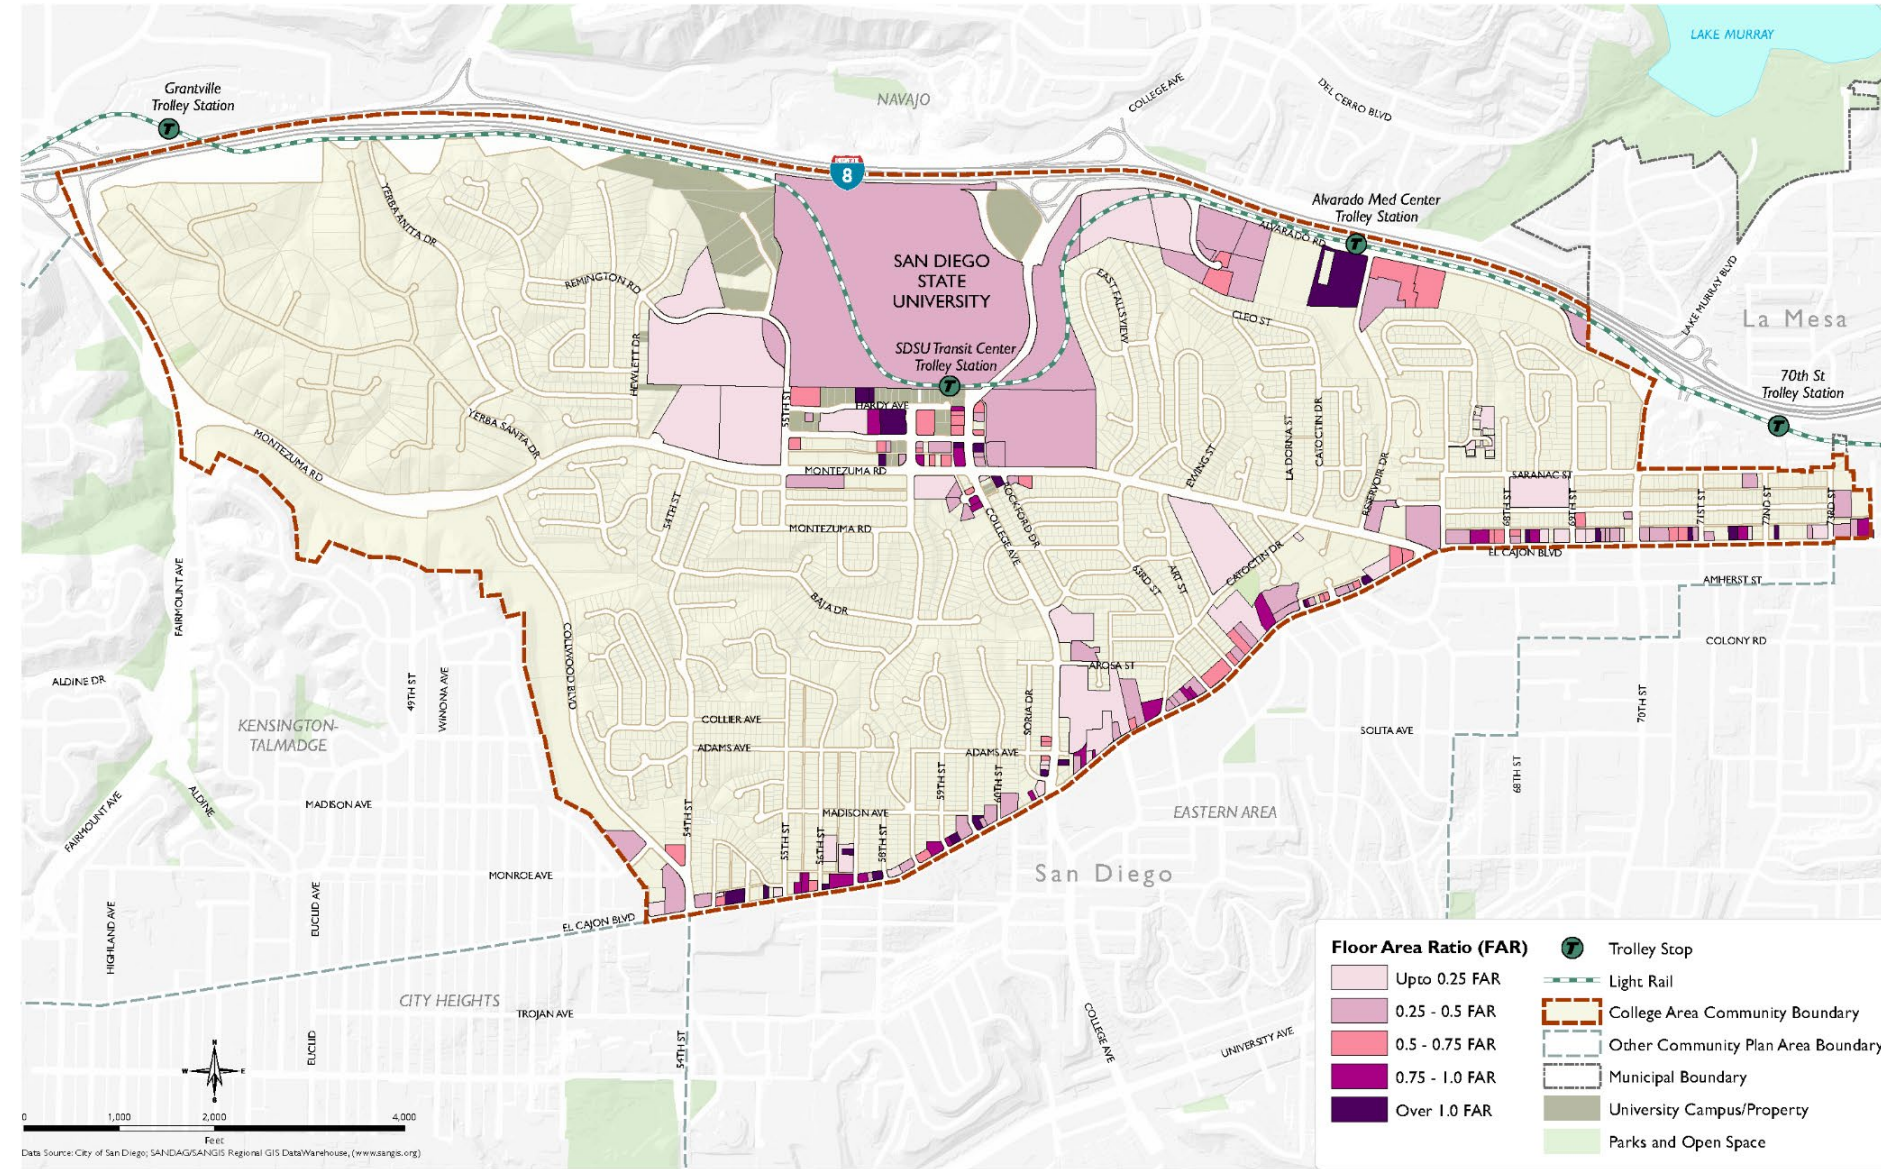 LAKE MURRAY
Grantville
Trolley Station
NAVAJO
COLLEGE AVE
DEL CERRO BLVD
INTERSTATE
8
YERBA ANITA DR
Alvarado Med Center
Trolley Station
ALVARADO RD
SAN DIEGO
STATE
UNIVERSITY
REMINGTON RD
EAST FALLSVIEW
CLEO ST
LAKE MURRAY BLVD
La Mesa
HEWLETT DR
SDSU Transit Center
Trolley Station
70th St
Trolley Station
55TH ST
HARDY AVE
YERBA SANTA DR
MONTEZUMA RD
MONTEZUMA RD
EWING ST
LA DORNA ST
CATOCTIN DR
RESERVOIR DR
SARANAC ST
54TH ST
MONTEZUMA RD
COLLEGE AVE
ROCKFORD DR
68TH ST
69TH ST
71ST ST
72ND ST
73RD ST
EL CAJON BLVD
FAIRMOUNT AVE
BAJA DR
63RD ST
ART ST
CATOCTIN DR
AMHERST ST
COLONY RD
COLLWOOD BLVD
AROSA ST
ALDINE DR
49TH ST
WINONA AVE
KENSINGTON-
TALMADGE
COLLIER AVE
ADAMS AVE
SORIA DR
ADAMS AVE
SOLITA AVE
70TH ST
68TH ST
FAIRMOUNT AVE
ALDINE
MADISON AVE
54TH ST
55TH ST
56TH ST
MADISON AVE
58TH ST
59TH ST
60TH ST
EASTERN AREA
San Diego
MONROE AVE
HIGHLAND AVE
EUCLID AVE
EL CAJON BLVD
CITY HEIGHTS
TROJAN AVE
EUCLID
54TH ST
COLLEGE AVE
UNIVERSITY AVE
N
W E
S
0 1,000 2,000 4,000
Feet
Data Source: City of San Diego; SANDAG/SANGIS Regional GIS DataWarehouse, (www.sangis.org)
Floor Area Ratio (FAR)
Upto 0.25 FAR
0.25 - 0.5 FAR
0.5 - 0.75 FAR
0.75 - 1.0 FAR
Over 1.0 FAR
T
Trolley Stop
Light Rail
College Area Community Boundary
Other Community Plan Area Boundary
Municipal Boundary
University Campus/Property
Parks and Open Space